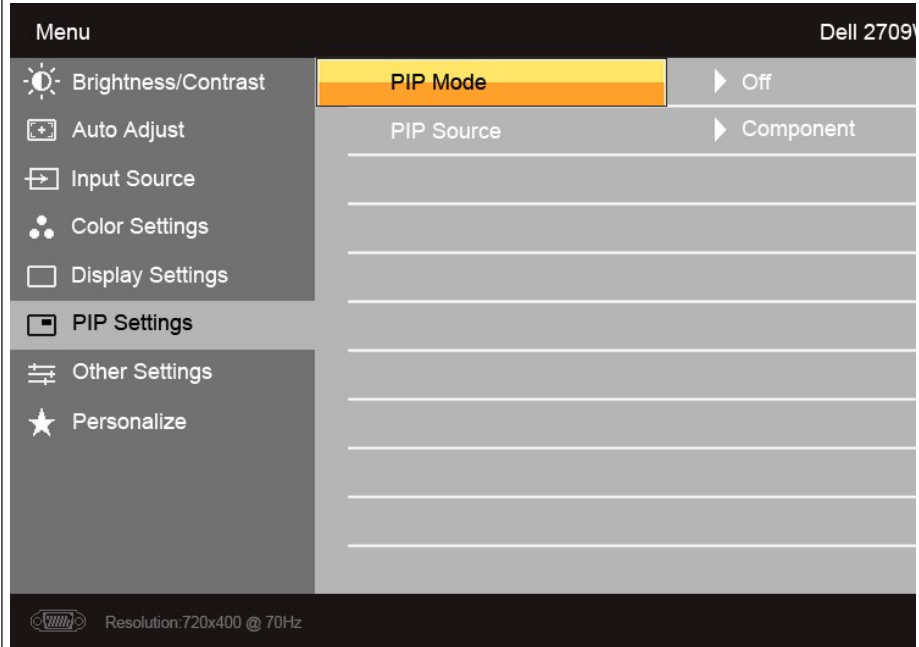 Menu Dell 2709
Brightness/Contrast PIP Mode Off
Auto Adjust PIP Source Component
Input Source
Color Settings
Display Settings
PIP Settings
Other Settings
Personalize
Resolution:720x400 @ 70Hz